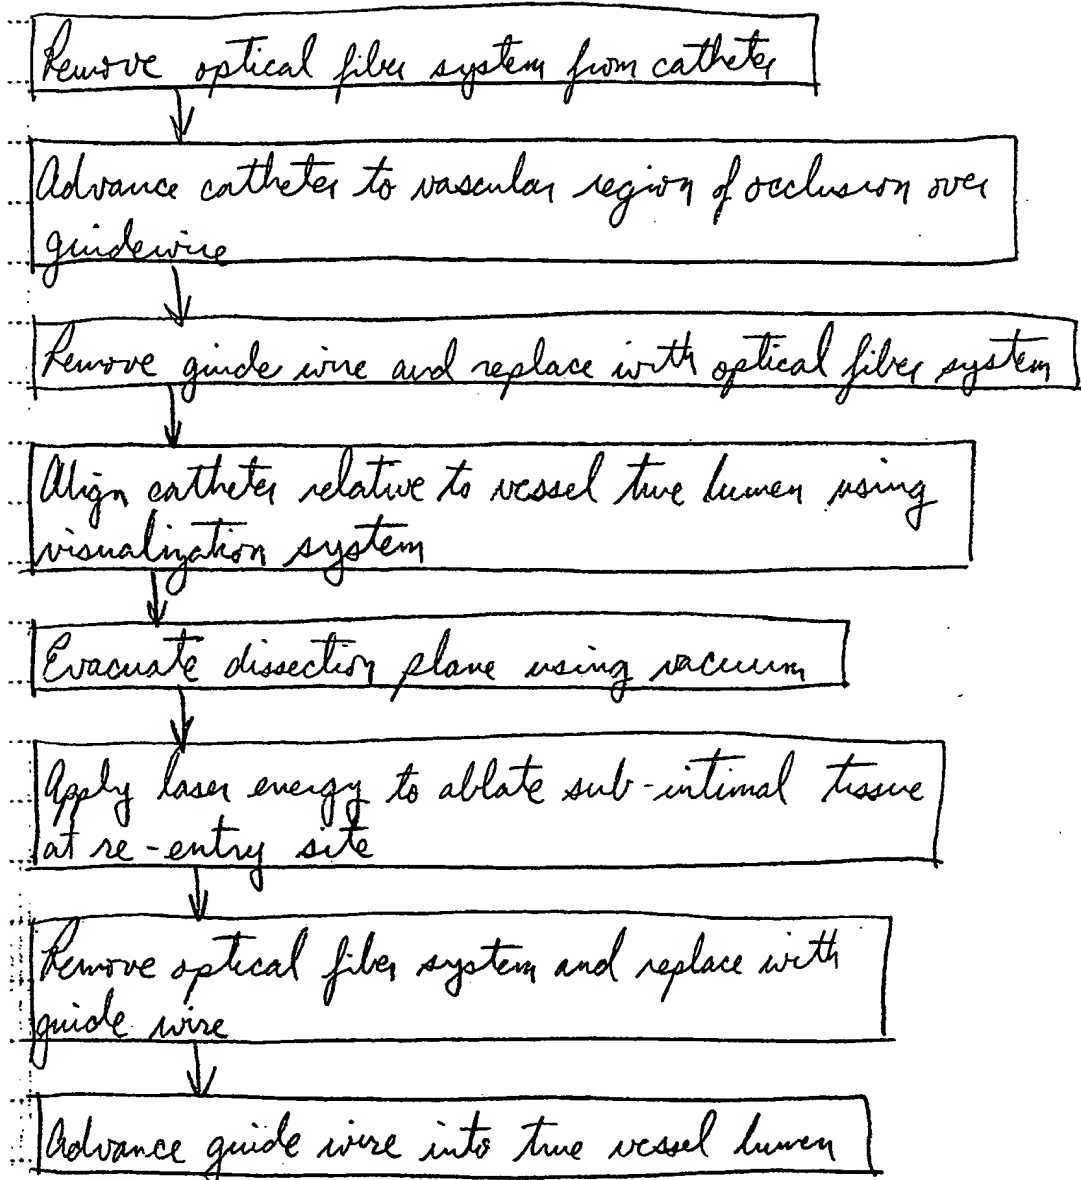 Remove optical fiber system from catheter
Advance catheter to vascular region of occlusion over
guidewire
Remove guide wire and replace with optical fiber system
Align catheter relative to vessel true lumen using
visualization system
Evacuate dissection plane using vacuum
Apply laser energy to ablate sub-intimal tissue
at re-entry site
Remove optical fiber system and replace with
guide wire
Advance guide wire into true vessel lumen